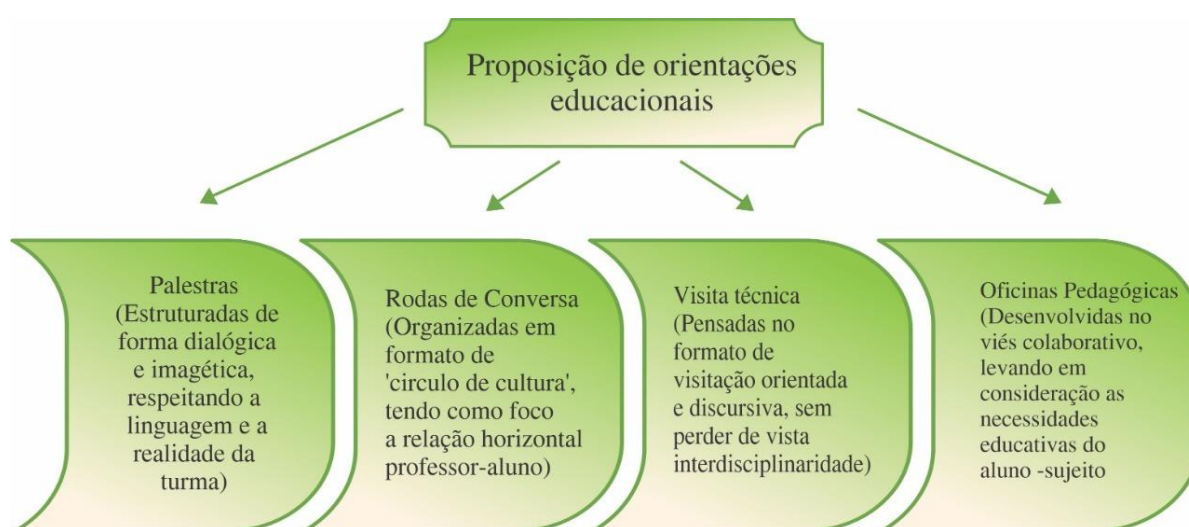 Proposição de orientações
educacionais
Palestras
(Estruturadas de
forma dialógica
e imagética,
respeitando a
linguagem e a
realidade da
turma)
Rodas de Conversa
(Organizadas em
formato de
'circulo de cultura',
tendo como foco
a relação horizontal
professor-aluno)
Visita técnica
(Pensadas no
formato de
visitação orientada
e discursiva, sem
perder de vista
interdisciplinaridade)
Oficinas Pedagógicas
(Desenvolvidas no
viés colaborativo,
levando em
consideração as
necessidades
educativas do
aluno -sujeito